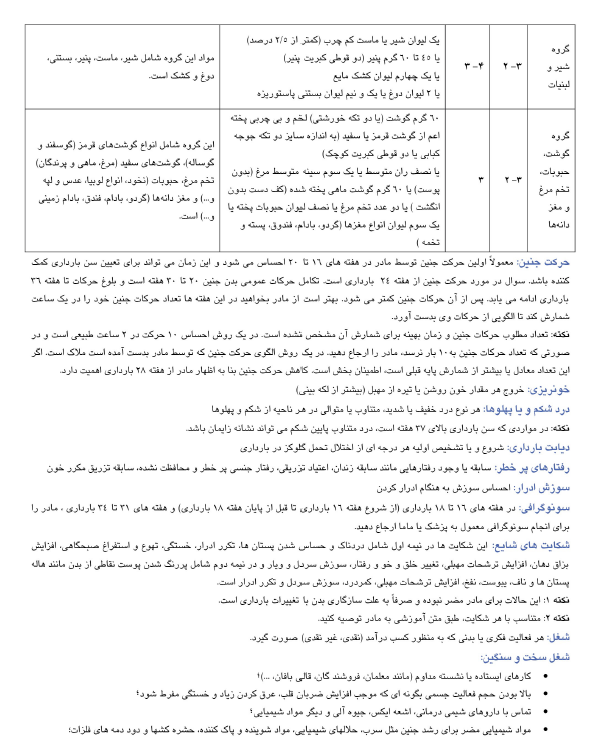 گروه شیر و لبنیات
۲–۳
۳–۴
یک لیوان شیر یا ماست کم چرب (کمتر از ۲/۵ درصد)
یا ۴۵ تا ۶۰ گرم پنیر (دو قوطی کبریت پنیر)
یا یک چهارم لیوان کشک مایع
یا ۲ لیوان دوغ یا یک و نیم لیوان بستنی پاستوریزه
مواد این گروه شامل شیر، ماست، پنیر، بستنی،
دوغ و کشک است.
گروه
گوشت،
حبوبات،
تخم مرغ
و مغز
دانه‌ها
۲–۳
۳
۶۰ گرم گوشت (یا دو تکه خورشتی) لخم و بی چربی پخته
اعم از گوشت قرمز یا سفید (به اندازه سایز دو تکه جوجه
کبابی یا دو قوطی کبریت کوچک)
یا نصف ران متوسط یا یک سوم سینه متوسط مرغ (بدون
پوست) یا ۶۰ گرم گوشت ماهی پخته شده (کف دست بدون
انگشت ) یا دو عدد تخم مرغ یا نصف لیوان حبوبات پخته یا
یک سوم لیوان انواع مغزها (گردو، بادام، فندوق، پسته و
تخمه )
این گروه شامل انواع گوشت‌های قرمز (گوسفند و
گوساله)، گوشت‌های سفید (مرغ، ماهی و پرندگان)
تخم مرغ، حبوبات (نخود، انواع لوبیا، عدس و لپه
و...) و مغز دانه‌ها (گردو، بادام، فندق، بادام زمینی
و...) است.
حرکت جنین: معمولاً اولین حرکت جنین توسط مادر در هفته های ۱۶ تا ۲۰ احساس می شود و این زمان می تواند برای تعیین سن بارداری کمک
کننده باشد. سوال در مورد حرکت جنین از هفته ۲۴ بارداری است. تکامل حرکات عمومی بدن جنین ۲۰ تا ۳۰ هفته است و بلوغ حرکات تا هفته ۳۶
بارداری ادامه می یابد. پس از آن حرکات جنین کمتر می شود. بهتر است از مادر بخواهید در این هفته ها تعداد حرکات جنین خود را در یک ساعت
شمارش کند تا الگویی از حرکات وی بدست آورد.
نکته: تعداد مطلوب حرکات جنین و زمان بهینه برای شمارش آن مشخص نشده است. در یک روش احساس ۱۰ حرکت در ۲ ساعت طبیعی است و در
صورتی که تعداد حرکات جنین به۱۰ بار نرسد، مادر را ارجاع دهید. در یک روش الگوی حرکت جنین که توسط مادر بدست آمده است ملاک است. اگر
این تعداد معادل یا بیشتر از شمارش پایه قبلی است، اطمینان بخش است. کاهش حرکت جنین بنا به اظهار مادر از هفته ۲۸ بارداری اهمیت دارد.
خونریزی: خروج هر مقدار خون روشن یا تیره از مهبل (بیشتر از لکه بینی)
درد شکم و یا پهلوها: هر نوع درد خفیف یا شدید، متناوب یا متوالی در هر ناحیه از شکم و پهلوها
نکته: در مواردی که سن بارداری بالای ۳۷ هفته است، درد متناوب پایین شکم می تواند نشانه زایمان باشد.
دیابت بارداری: شروع و یا تشخیص اولیه هر درجه ای از اختلال تحمل گلوکز در بارداری
رفتارهای پر خطر: سابقه یا وجود رفتارهایی مانند سابقه زندان، اعتیاد تزریقی، رفتار جنسی پر خطر و محافظت نشده، سابقه تزریق مکرر خون
سوزش ادرار: احساس سوزش به هنگام ادرار کردن
سونوگرافی: در هفته های ۱۶ تا ۱۸ بارداری (از شروع هفته ۱۶ بارداری تا قبل از پایان هفته ۱۸ بارداری) و هفته های ۳۱ تا ۳۴ بارداری ، مادر را
برای انجام سونوگرافی معمول به پزشک یا ماما ارجاع دهید.
شکایت های شایع: این شکایت ها در نیمه اول شامل دردناک و حساس شدن پستان ها، تکرر ادرار، خستگی، تهوع و استفراغ صبحگاهی، افزایش
بزاق دهان، افزایش ترشحات مهبلی، تغییر خلق و خو و رفتار، سوزش سردل و ویار و در نیمه دوم شامل پررنگ شدن پوست نقاطی از بدن مانند هاله
پستان ها و ناف، یبوست، نفخ، افزایش ترشحات مهبلی، کمردرد، سوزش سردل و تکرر ادرار است.
نکته ۱: این حالات برای مادر مضر نبوده و صرفاً به علت سازگاری بدن با تغییرات بارداری است.
نکته ۲: متناسب با هر شکایت، طبق متن آموزشی به مادر توصیه کنید.
شغل: هر فعالیت فکری یا بدنی که به منظور کسب درآمد (نقدی، غیر نقدی) صورت گیرد.
شغل سخت و سنگین:
• کارهای ایستاده یا نشسته مداوم (مانند معلمان، فروشنده گان، قالی بافان، ...)؛
• بالا بودن حجم فعالیت جسمی بگونه ای که موجب افزایش ضربان قلب، عرق کردن زیاد و خستگی مفرط شود؛
• تماس با داروهای شیمی درمانی، اشعه ایکس، جیوه آلی و دیگر مواد شیمیایی؛
• مواد شیمیایی مضر برای رشد جنین مثل سرب، حلالهای شیمیایی، مواد شوینده و پاک کننده، حشره کشها و دود دمه های فلزات؛